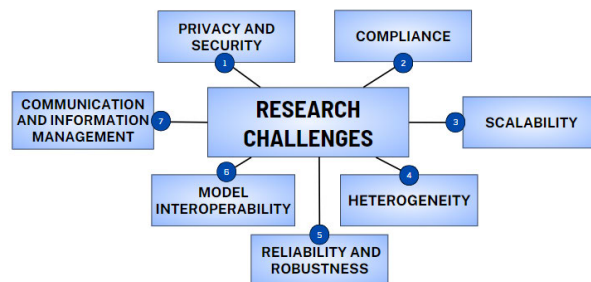 PRIVACY AND
SECURITY
1
COMPLIANCE
2
COMMUNICATION
AND INFORMATION
MANAGEMENT
7
RESEARCH
CHALLENGES
3
SCALABILITY
6
MODEL
INTEROPERABILITY
4
HETEROGENEITY
5
RELIABILITY AND
ROBUSTNESS